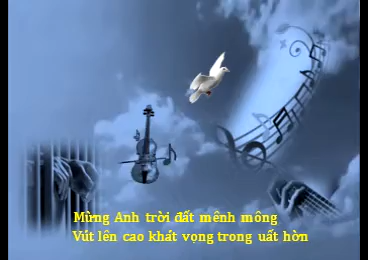 Mừng Anh trời đất mênh mông
Vút lên cao khát vọng trong uất hờn